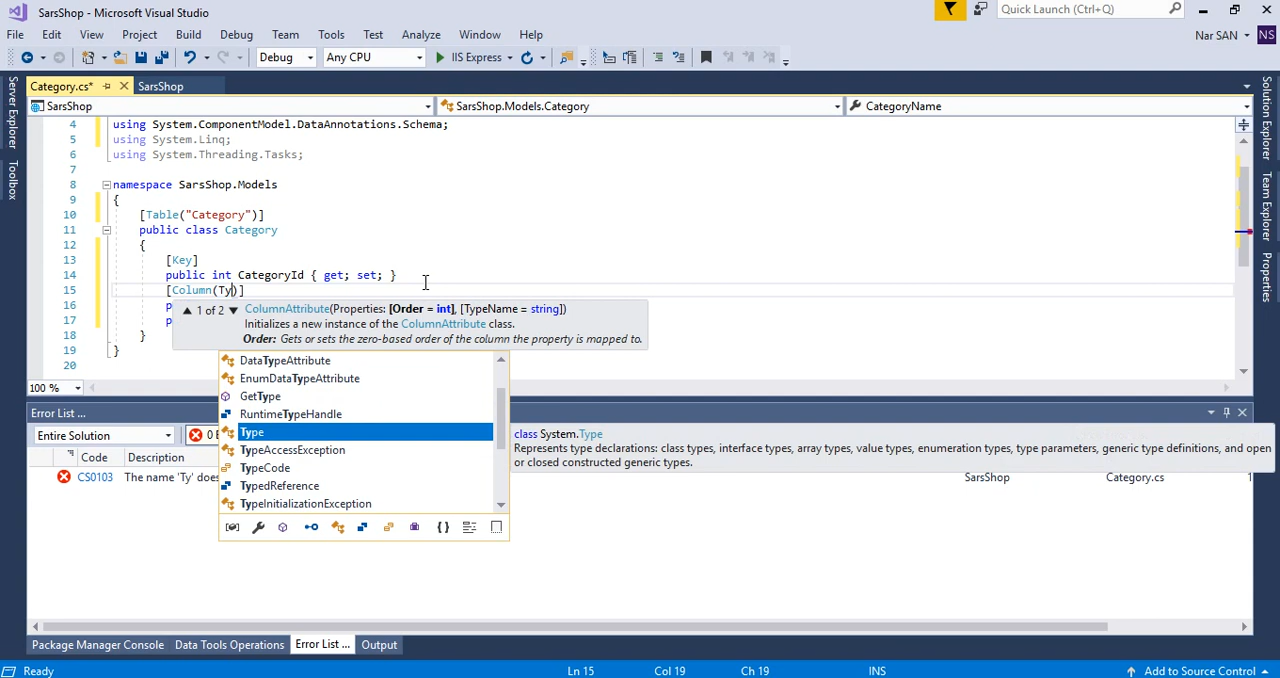 SarsShop - Microsoft Visual Studio
Quick Launch (Ctrl+Q)
File Edit View Project Build Debug Team Tools Test Analyze Window Help
Nar SAN NS
Debug Any CPU IIS Express
Category.cs* SarsShop
SarsShop SarsShop.Models.Category CategoryName
Server Explorer
Toolbox
Solution Explorer
Team Explorer
Properties
4 using System.ComponentModel.DataAnnotations.Schema;
5 using System.Linq;
6 using System.Threading.Tasks;
7
8 namespace SarsShop.Models
9 {
10 [Table("Category")]
11 public class Category
12 {
13 [Key]
14 public int CategoryId { get; set; }
15 [Column(Ty)]
16 p
17 p
18 }
19 }
20
1 of 2 ColumnAttribute(Properties: [Order = int], [TypeName = string])
Initializes a new instance of the ColumnAttribute class.
Order: Gets or sets the zero-based order of the column the property is mapped to.
DataTypeAttribute
EnumDataTypeAttribute
GetType
RuntimeTypeHandle
Type
TypeAccessException
TypeCode
TypedReference
TypeInitializationException
class System.Type
Represents type declarations: class types, interface types, array types, value types, enumeration types, type parameters, generic type definitions, and open
or closed constructed generic types.
100 %
Error List ...
Entire Solution 0 E
Code Description
CS0103 The name 'Ty' does SarsShop Category.cs 1
Package Manager Console Data Tools Operations Error List ... Output
Ready Ln 15 Col 19 Ch 19 INS Add to Source Control